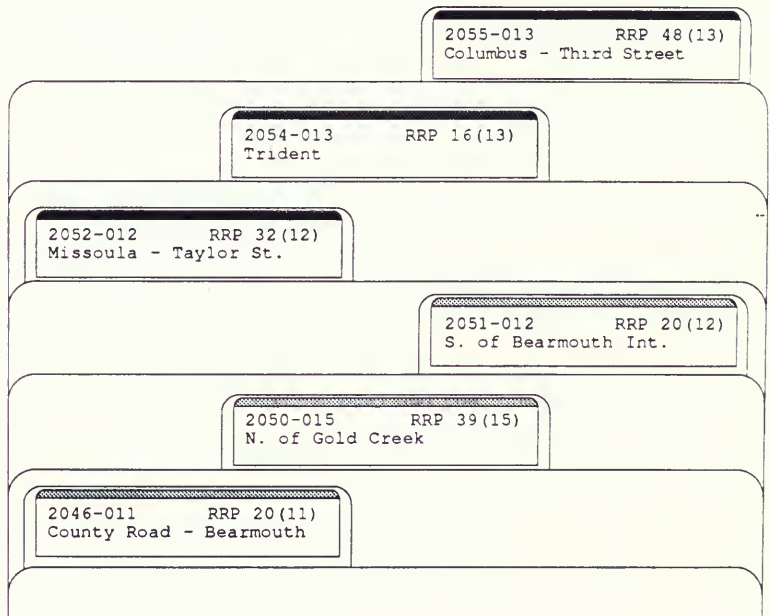 2055-013 RRP 48(13)
Columbus - Third Street
2054-013 RRP 16(13)
Trident
2052-012 RRP 32(12)
Missoula - Taylor St.
2051-012 RRP 20(12)
S. of Bearmouth Int.
2050-015 RRP 39(15)
N. of Gold Creek
2046-011 RRP 20(11)
County Road - Bearmouth